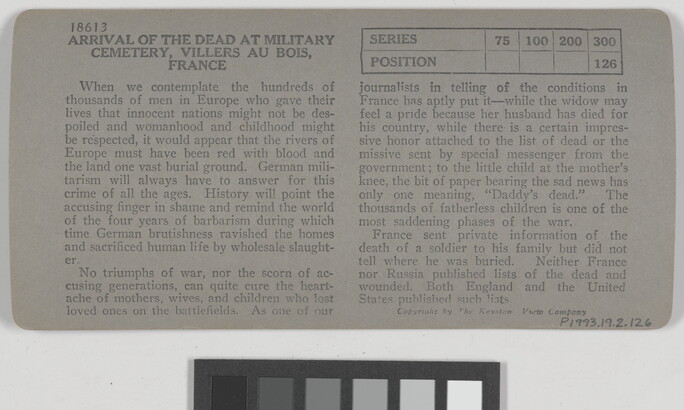 18613
ARRIVAL OF THE DEAD AT MILITARY
CEMETERY, VILLERS AU BOIS,
FRANCE
When we contemplate the hundreds of
thousands of men in Europe who gave their
lives that innocent nations might not be des-
poiled and womanhood and childhood might
be respected, it would appear that the rivers of
Europe must have been red with blood and
the land one vast burial ground. German mili-
tarism will always have to answer for this
crime of all the ages. History will point the
accusing finger in shame and remind the world
of the four years of barbarism during which
time German brutishness ravished the homes
and sacrificed human life by wholesale slaught-
er.
No triumphs of war, nor the scorn of ac-
cusing generations, can quite cure the heart-
ache of mothers, wives, and children who lost
loved ones on the battlefields. As one of our
SERIES 75 100 200 300
POSITION 126
journalists in telling of the conditions in
France has aptly put it—while the widow may
feel a pride because her husband has died for
his country, while there is a certain impres-
sive honor attached to the list of dead or the
missive sent by special messenger from the
government; to the little child at the mother's
knee, the bit of paper bearing the sad news has
only one meaning, "Daddy's dead." The
thousands of fatherless children is one of the
most saddening phases of the war.
France sent private information of the
death of a soldier to his family but did not
tell where he was buried. Neither France
nor Russia published lists of the dead and
wounded. Both England and the United
States published such lists
Copyright by The Keystone View Company
P1993.19.2.126